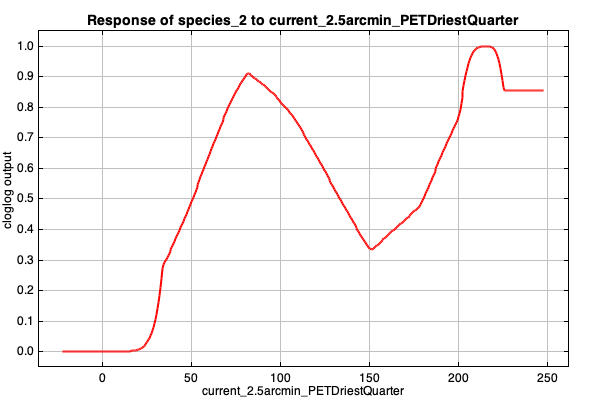 Response of species_2 to current_2.5arcmin_PETDriestQuarter
1.0
0.9
0.8
0.7
0.6
0.5
0.4
0.3
0.2
0.1
0.0
cloglog output
0 50 100 150 200 250
current_2.5arcmin_PETDriestQuarter